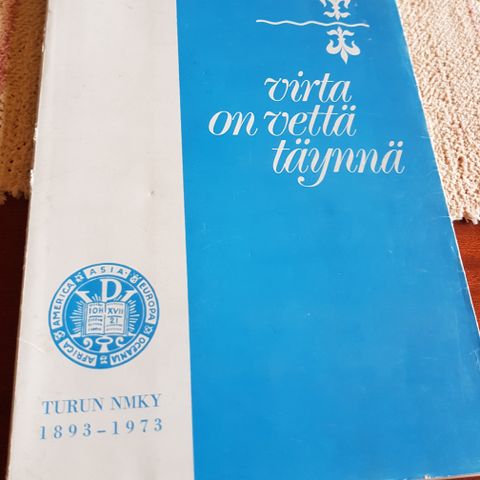 virta
on vettä
täynnä
AMERICA ASIA EUROPA OCEANIA AFRICA
IOH XVII
21
TURUN NMKY
1893-1973